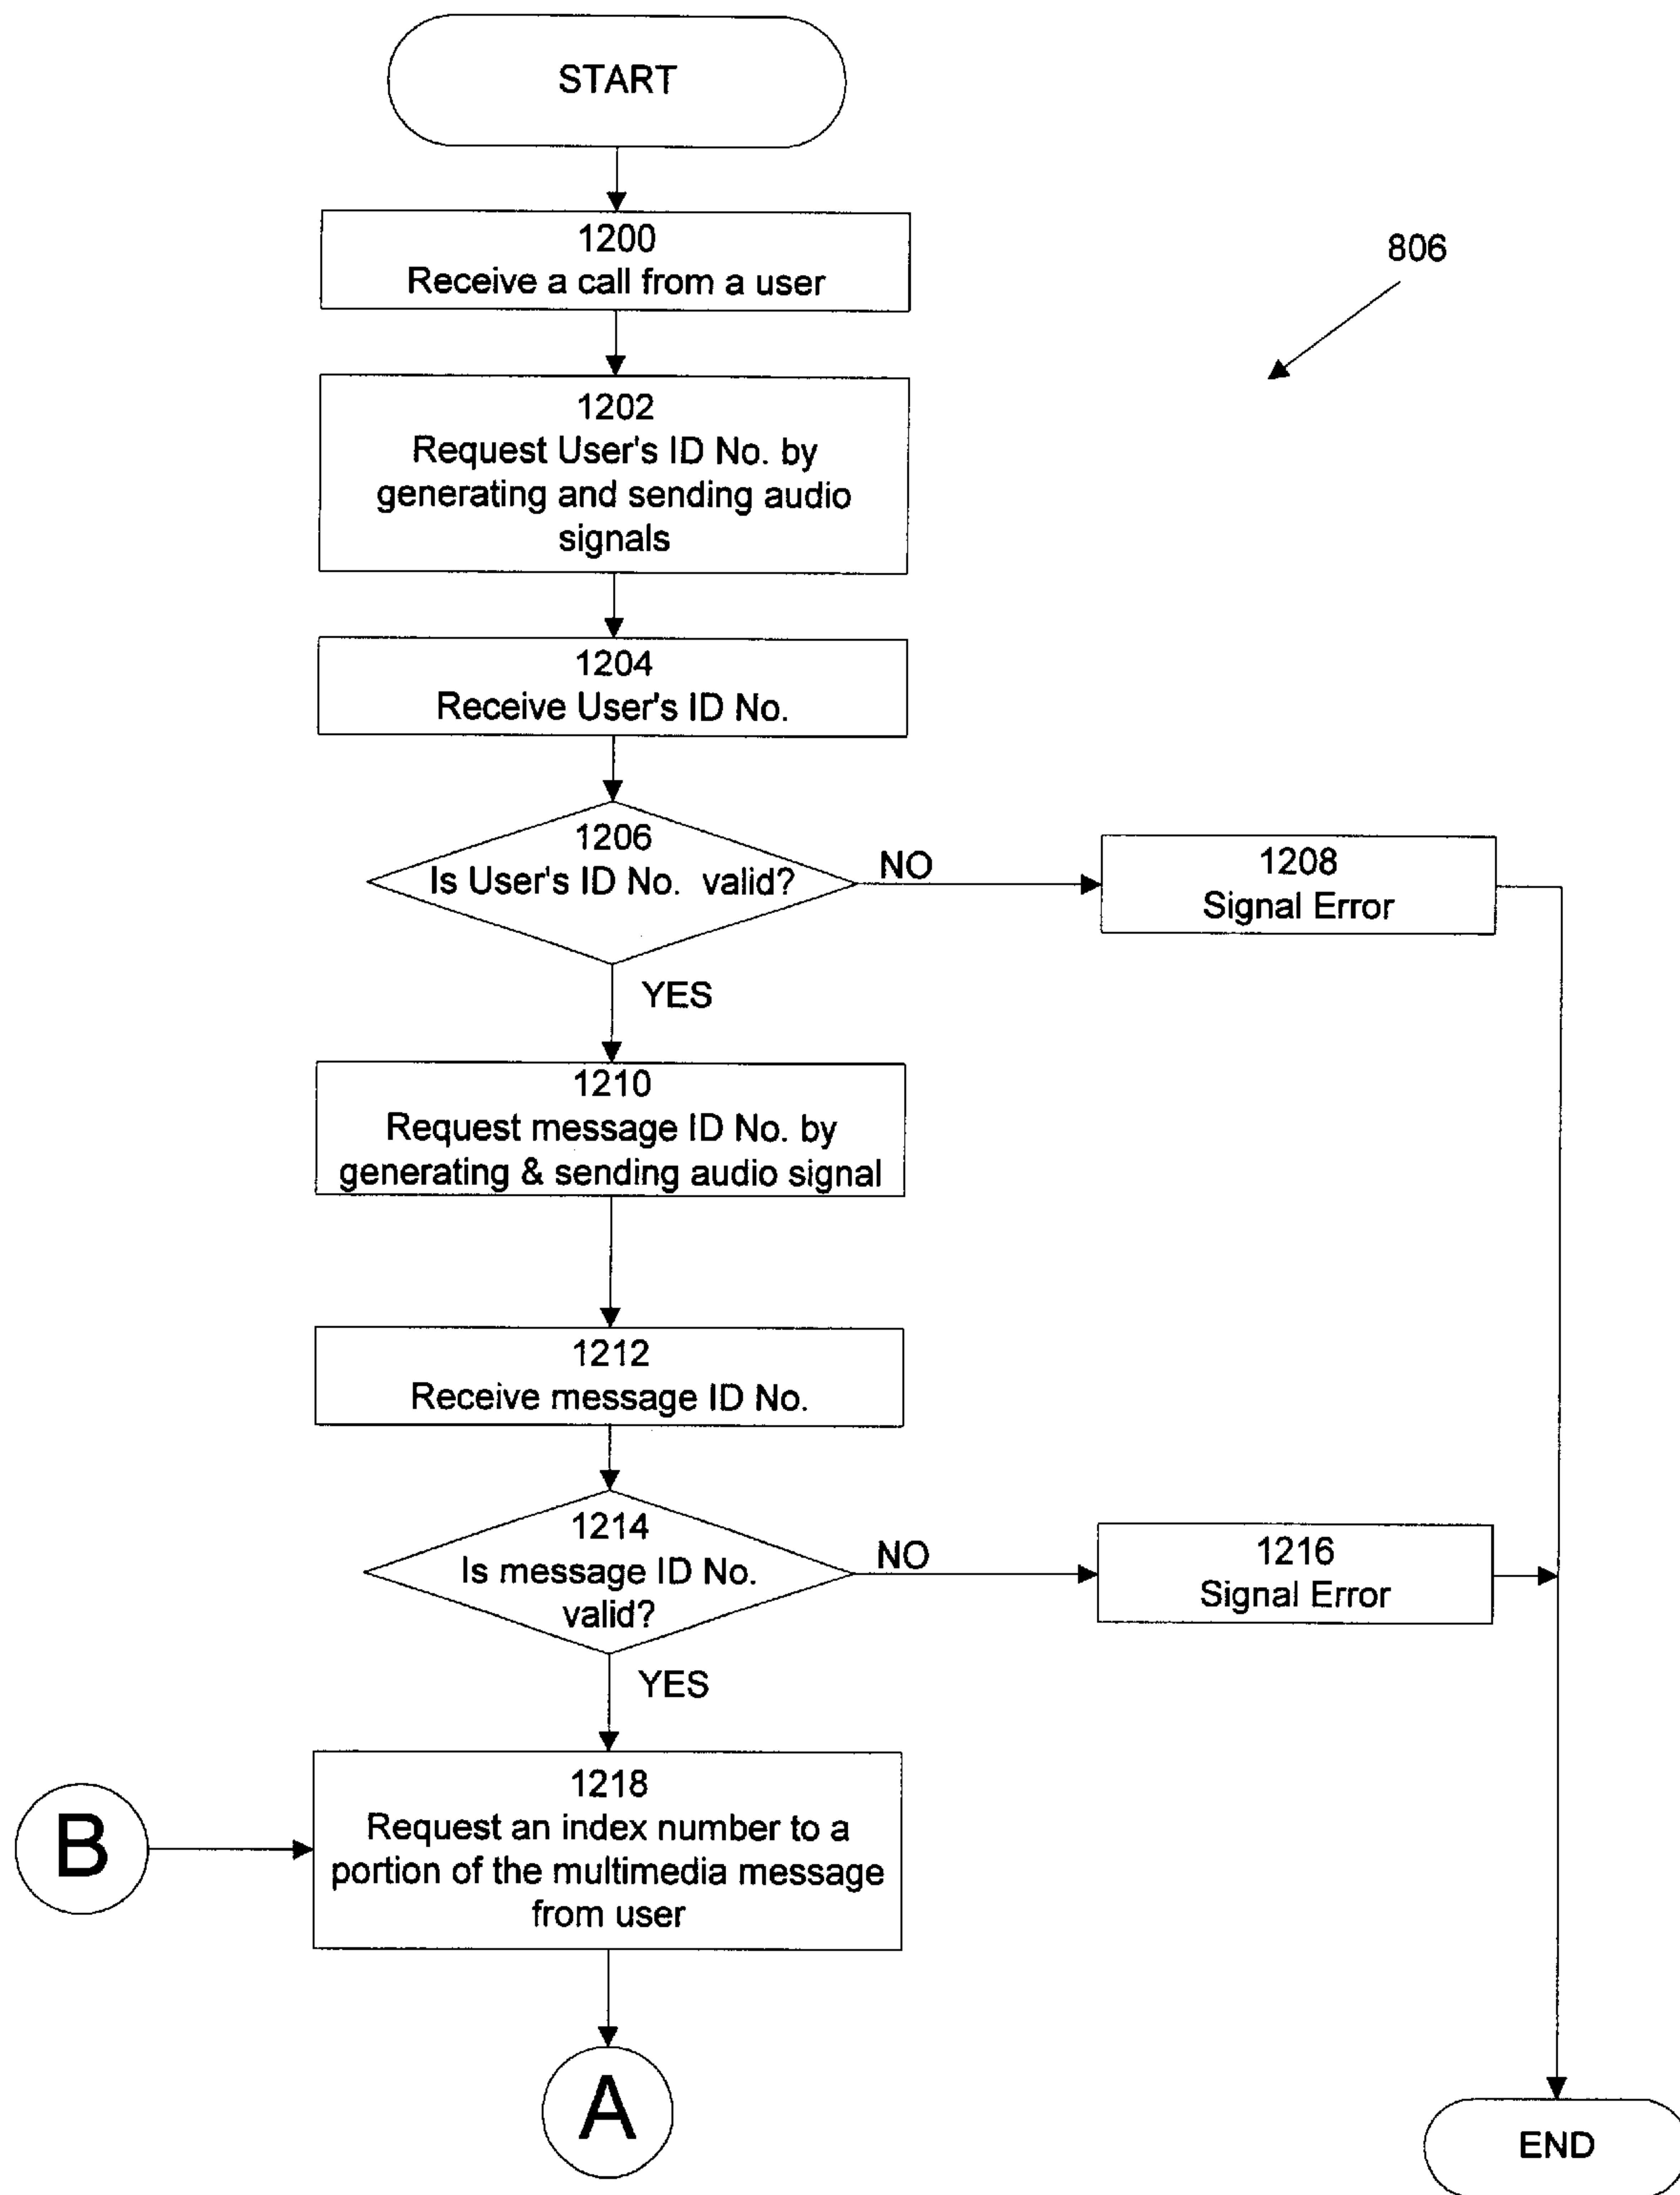 START
1200
Receive a call from a user
806
1202
Request User's ID No. by
generating and sending audio
signals
1204
Receive User's ID No.
1206
Is User's ID No. valid?
NO
1208
Signal Error
YES
1210
Request message ID No. by
generating & sending audio signal
1212
Receive message ID No.
1214
Is message ID No.
valid?
NO
1216
Signal Error
YES
1218
Request an index number to a
portion of the multimedia message
from user
B
A
END